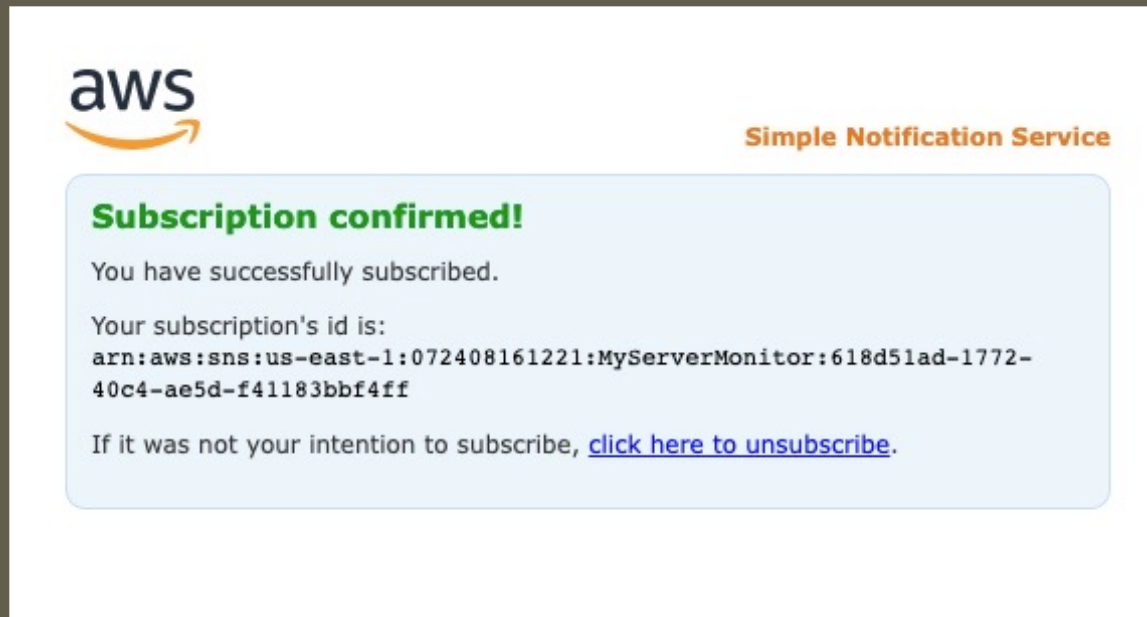 aws
Simple Notification Service
Subscription confirmed!
You have successfully subscribed.
Your subscription's id is:
arn:aws:sns:us-east-1:072408161221:MyServerMonitor:618d51ad-1772-
40c4-ae5d-f41183bbf4ff
If it was not your intention to subscribe, click here to unsubscribe.